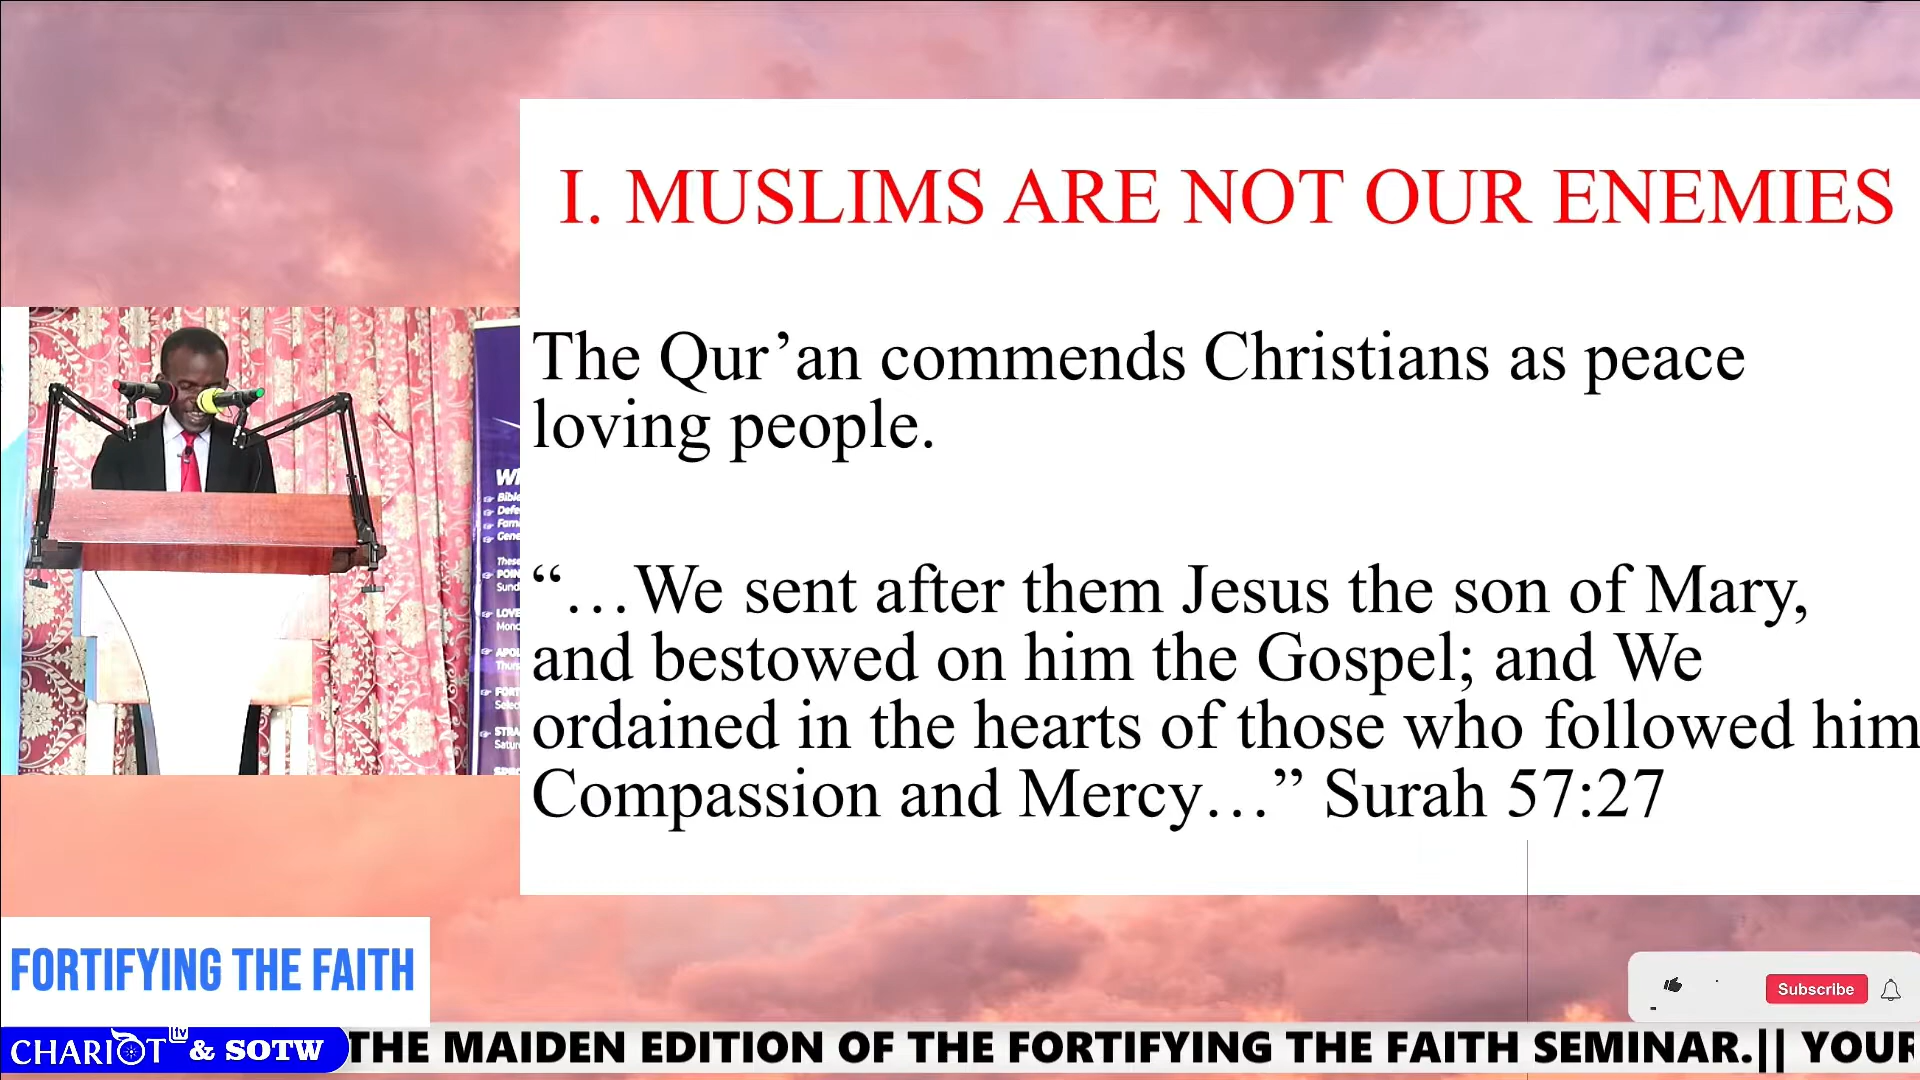 I. MUSLIMS ARE NOT OUR ENEMIES
The Qur’an commends Christians as peace
loving people.
“…We sent after them Jesus the son of Mary,
and bestowed on him the Gospel; and We
ordained in the hearts of those who followed him
Compassion and Mercy…” Surah 57:27
FORTIFYING THE FAITH
Subscribe
CHARIOT tv & SOTW
THE MAIDEN EDITION OF THE FORTIFYING THE FAITH SEMINAR.|| YOUR